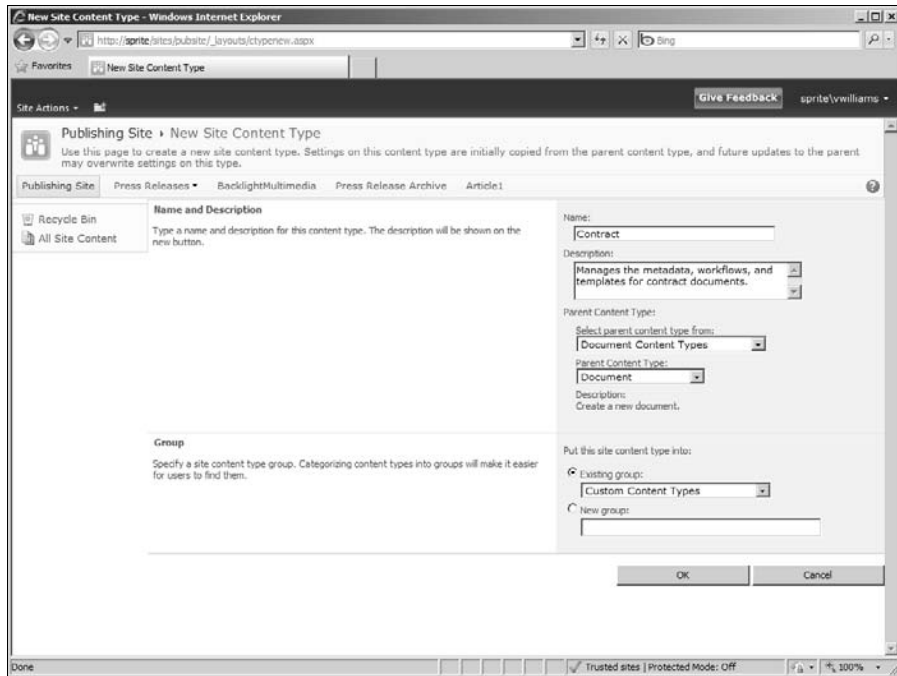 New Site Content Type - Windows Internet Explorer
http://sprite/sites/pubsite/_layouts/ctypenew.aspx
Bing
Favorites
New Site Content Type
Site Actions
Give Feedback
sprite\vwilliams
Publishing Site › New Site Content Type
Use this page to create a new site content type. Settings on this content type are initially copied from the parent content type, and future updates to the parent
may overwrite settings on this type.
Publishing Site Press Releases BacklightMultimedia Press Release Archive Article1
Recycle Bin
All Site Content
Name and Description
Type a name and description for this content type. The description will be shown on the
new button.
Name:
Contract
Description:
Manages the metadata, workflows, and
templates for contract documents.
Parent Content Type:
Select parent content type from:
Document Content Types
Parent Content Type:
Document
Description:
Create a new document.
Group
Specify a site content type group. Categorizing content types into groups will make it easier
for users to find them.
Put this site content type into:
Existing group:
Custom Content Types
New group:
OK
Cancel
Done
Trusted sites | Protected Mode: Off
100%